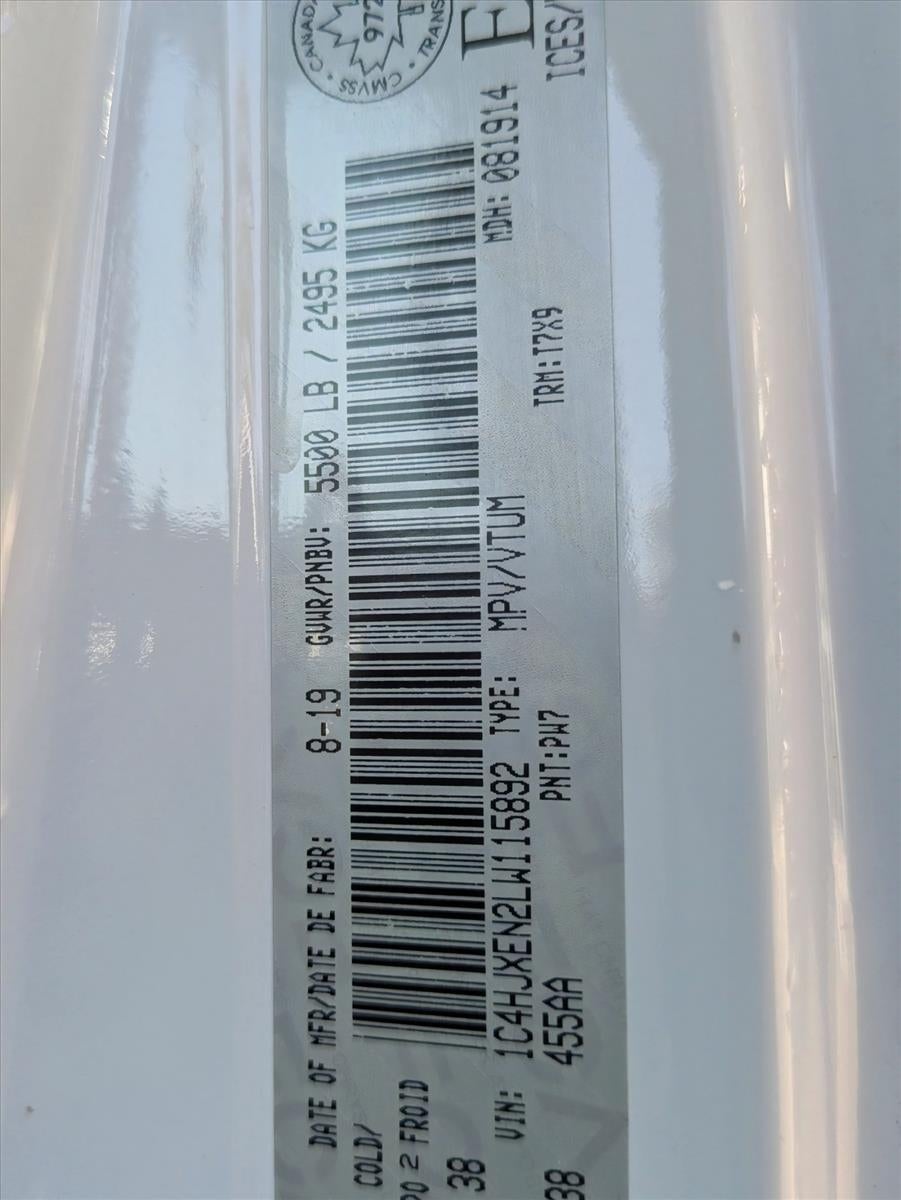 DATE OF MFR/DATE DE FABR: 8-19 GVWR/PNBV: 5500 LB / 2495 KG
CANADA
972
TRANS
CMVSS
E
COLD/
2 FROID
38
VIN: 1C4HJXEN2LW115892 TYPE: MPV/VTUM MDH: 081914
38 455AA PNT:PW7 TRM:T7X9 ICES/